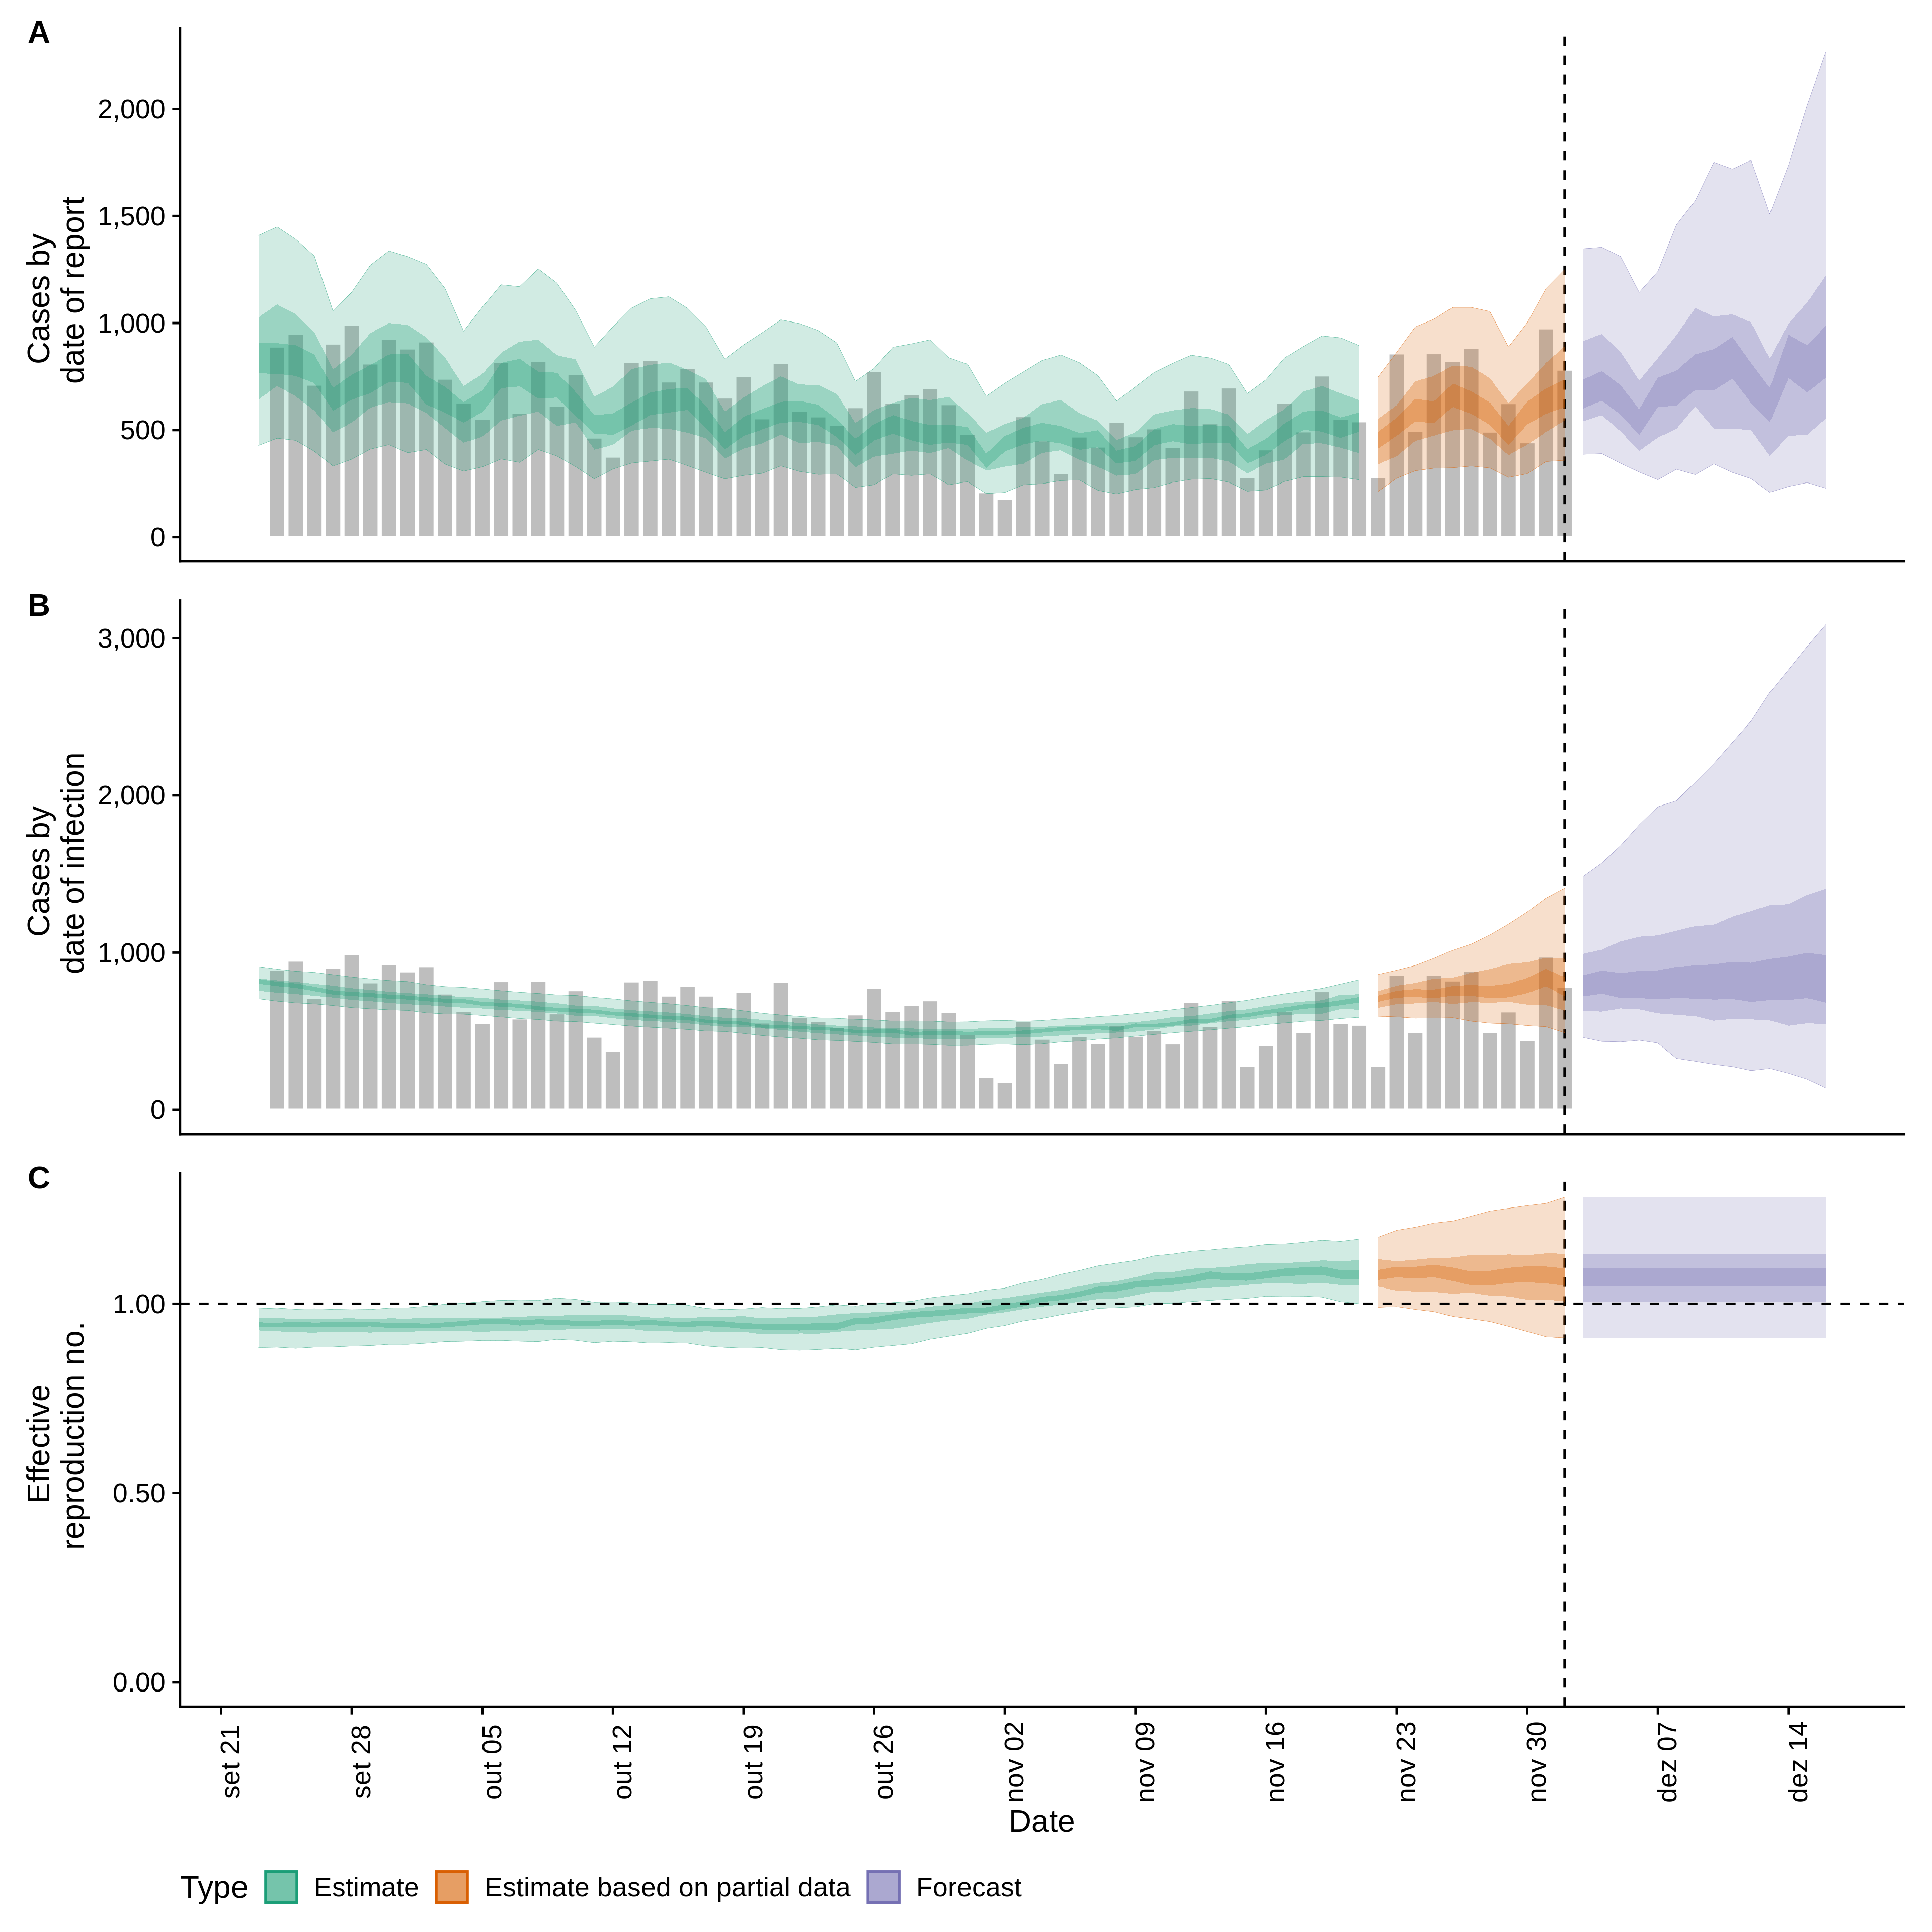 A
Cases by
date of report
2,000
1,500
1,000
500
0
B
Cases by
date of infection
3,000
2,000
1,000
0
C
Effective
reproduction no.
1.00
0.50
0.00
set 21
set 28
out 05
out 12
out 19
out 26
nov 02
nov 09
nov 16
nov 23
nov 30
dez 07
dez 14
Date
Type Estimate Estimate based on partial data Forecast